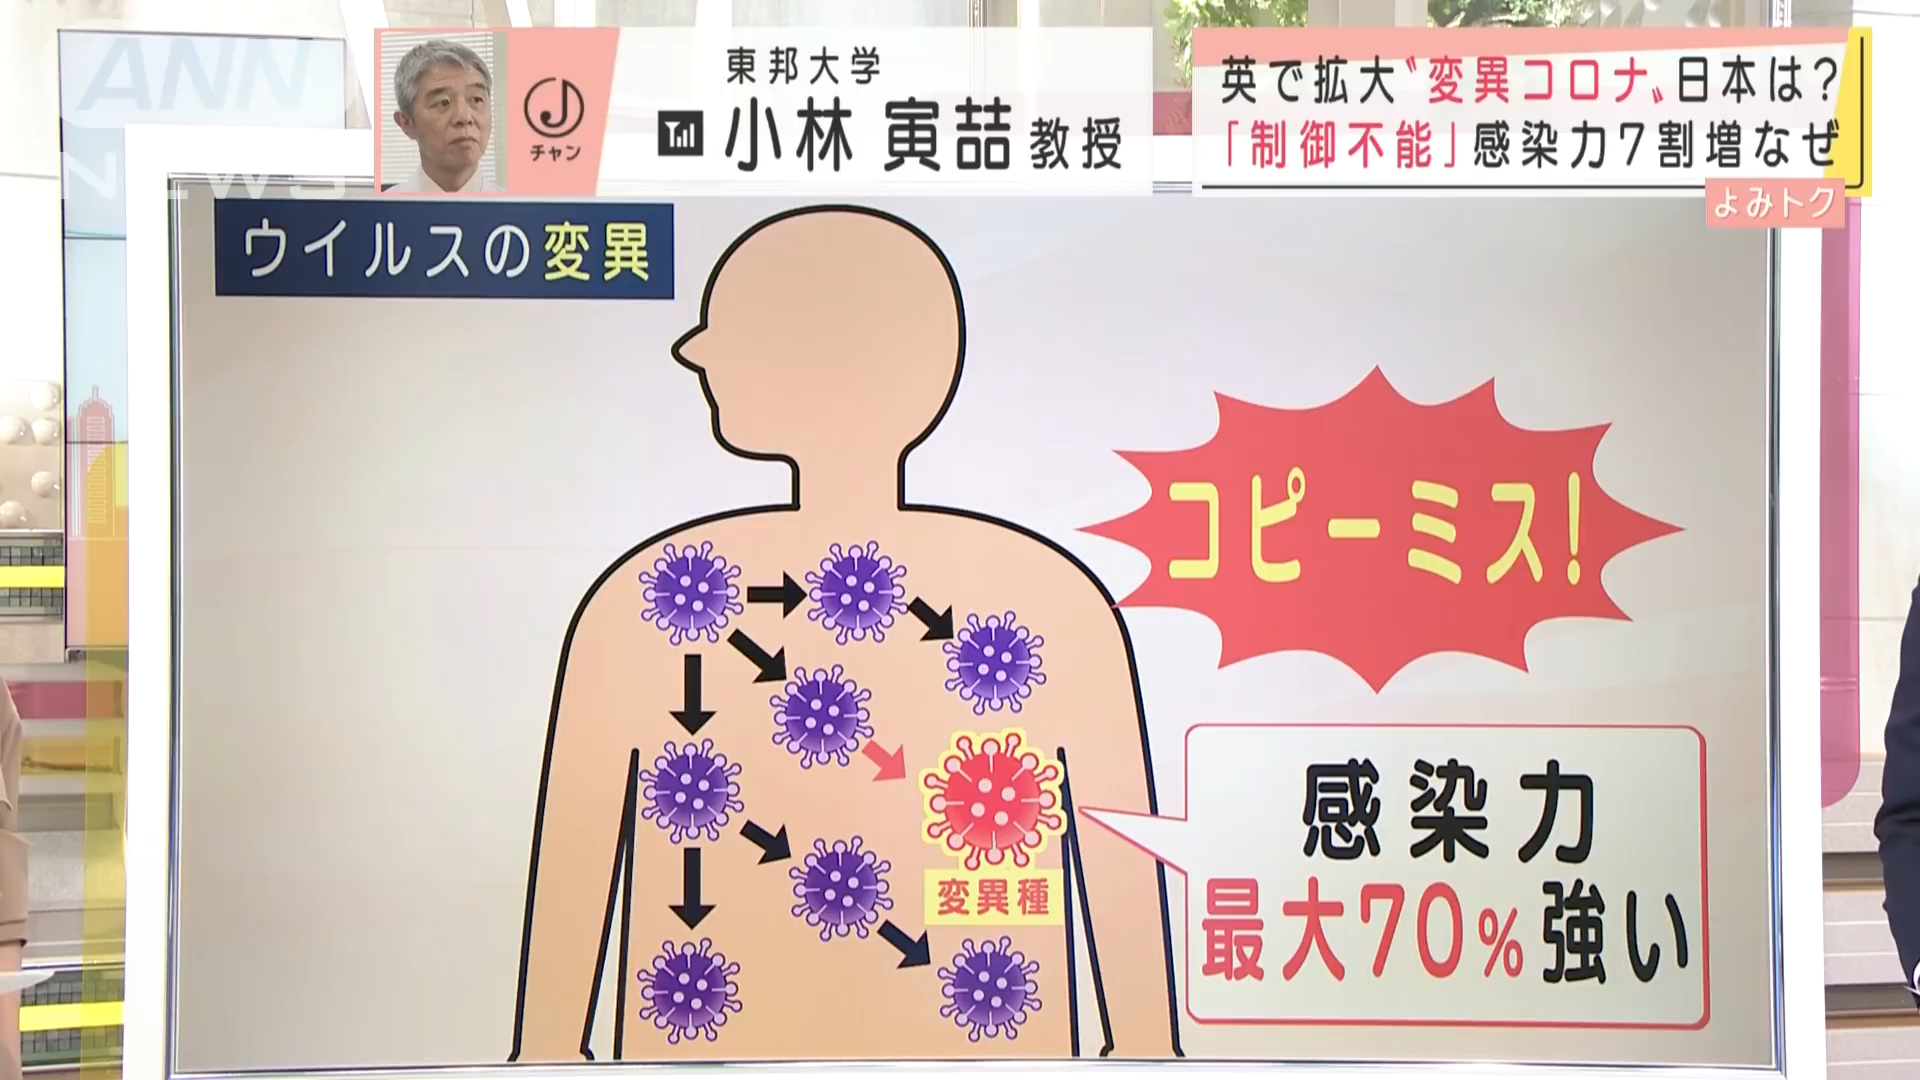 ANN
NEWS
J
チャン
東邦大学
小林 寅喆 教授
英で拡大〝変異コロナ〟日本は?
「制御不能」感染力7割増なぜ
よみトク
ウイルスの変異
コピーミス!
変異種
感染力
最大70%強い